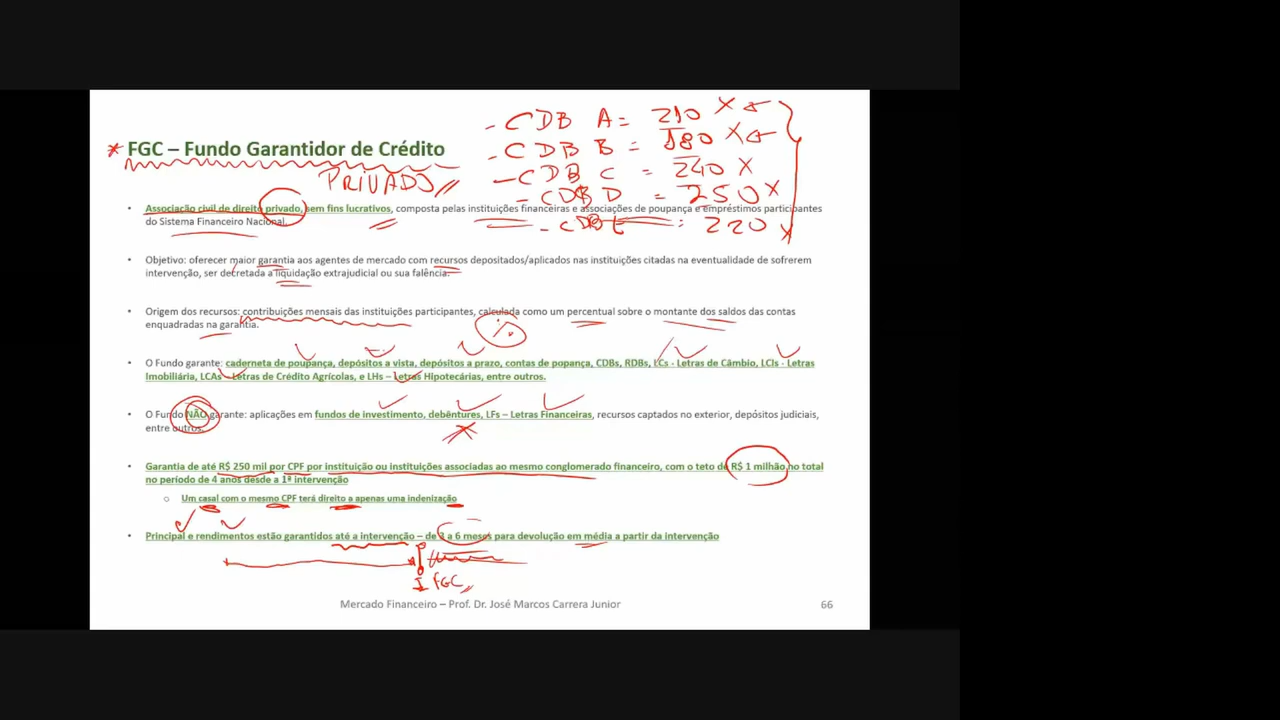 - CDB A = 210 X
* FGC – Fundo Garantidor de Crédito
- CDB B = 180 X
- CDB C = 240 X
PRIVADO
- CDB D = 250 X
• Associação civil de direito privado, sem fins lucrativos, composta pelas instituições financeiras e associações de poupança e empréstimos participantes
do Sistema Financeiro Nacional.
- CDB E = 220 X
• Objetivo: oferecer maior garantia aos agentes de mercado com recursos depositados/aplicados nas instituições citadas na eventualidade de sofrerem
intervenção, ser decretada a liquidação extrajudicial ou sua falência.
• Origem dos recursos: contribuições mensais das instituições participantes, calculada como um percentual sobre o montante dos saldos das contas
enquadradas na garantia.
%
• O Fundo garante: caderneta de poupança, depósitos a vista, depósitos a prazo, contas de popança, CDBs, RDBs, LCs - Letras de Câmbio, LCIs - Letras
Imobiliária, LCAs – Letras de Crédito Agrícolas, e LHs – Letras Hipotecárias, entre outros.
• O Fundo NÃO garante: aplicações em fundos de investimento, debêntures, LFs – Letras Financeiras, recursos captados no exterior, depósitos judiciais,
entre outros.
• Garantia de até R$ 250 mil por CPF por instituição ou instituições associadas ao mesmo conglomerado financeiro, com o teto de R$ 1 milhão no total
no período de 4 anos desde a 1ª intervenção
○ Um casal com o mesmo CPF terá direito a apenas uma indenização
• Principal e rendimentos estão garantidos até a intervenção – de 3 a 6 meses para devolução em média a partir da intervenção
I FGC
Mercado Financeiro – Prof. Dr. José Marcos Carrera Junior 66